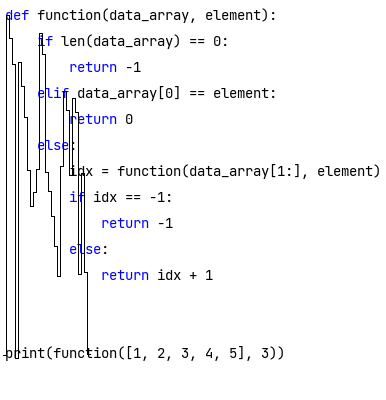 def function(data_array, element):
    if len(data_array) == 0:
        return -1
    elif data_array[0] == element:
        return 0
    else:
        idx = function(data_array[1:], element)
        if idx == -1:
            return -1
        else:
            return idx + 1
print(function([1, 2, 3, 4, 5], 3))